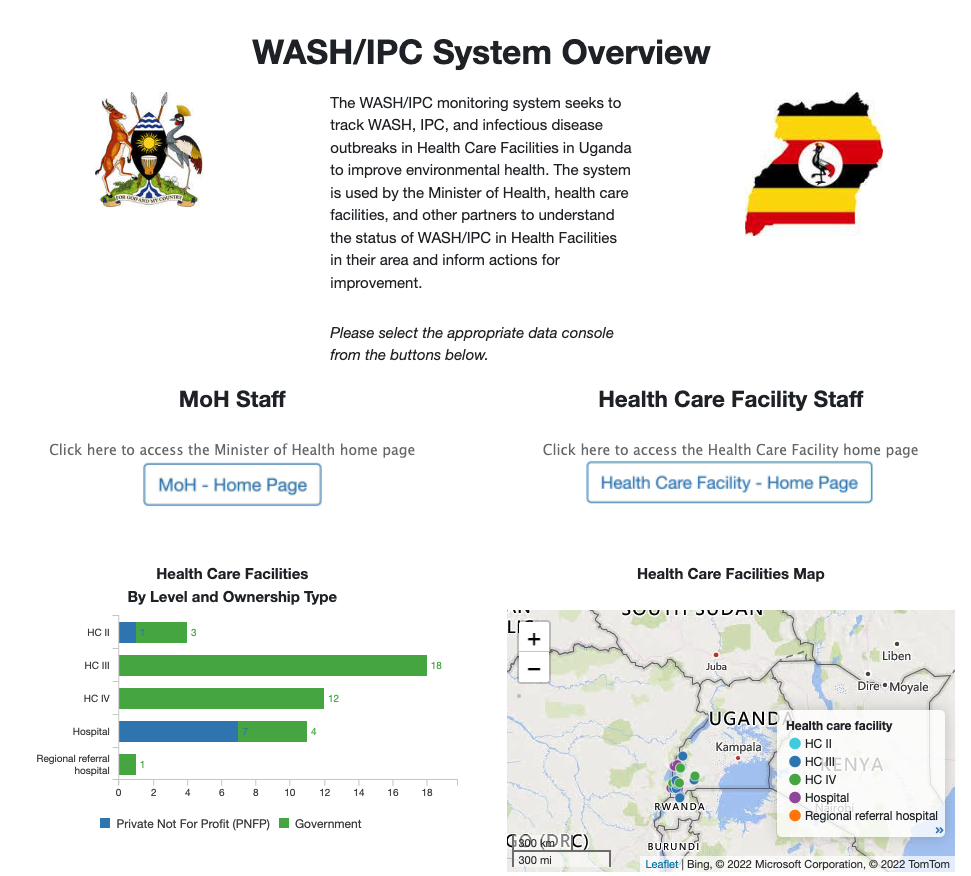 WASH/IPC System Overview
FOR GOD AND MY COUNTRY
The WASH/IPC monitoring system seeks to
track WASH, IPC, and infectious disease
outbreaks in Health Care Facilities in Uganda
to improve environmental health. The system
is used by the Minister of Health, health care
facilities, and other partners to understand
the status of WASH/IPC in Health Facilities
in their area and inform actions for
improvement.
Please select the appropriate data console
from the buttons below.
MoH Staff
Click here to access the Minister of Health home page
MoH - Home Page
Health Care Facility Staff
Click here to access the Health Care Facility home page
Health Care Facility - Home Page
Health Care Facilities
By Level and Ownership Type
HC II
1
3
HC III
18
HC IV
12
Hospital
7
4
Regional referral
hospital
1
0 2 4 6 8 10 12 14 16 18
Private Not For Profit (PNFP)
Government
Health Care Facilities Map
SOUTH SUDAN
+
−
Juba
Liben
Dire
Moyale
UGANDA
Kampala
KENYA
Nairobi
RWANDA
BURUNDI
(DRC)
Health care facility
HC II
HC III
HC IV
Hospital
Regional referral hospital
»
300 km
300 mi
Leaflet | Bing, © 2022 Microsoft Corporation, © 2022 TomTom